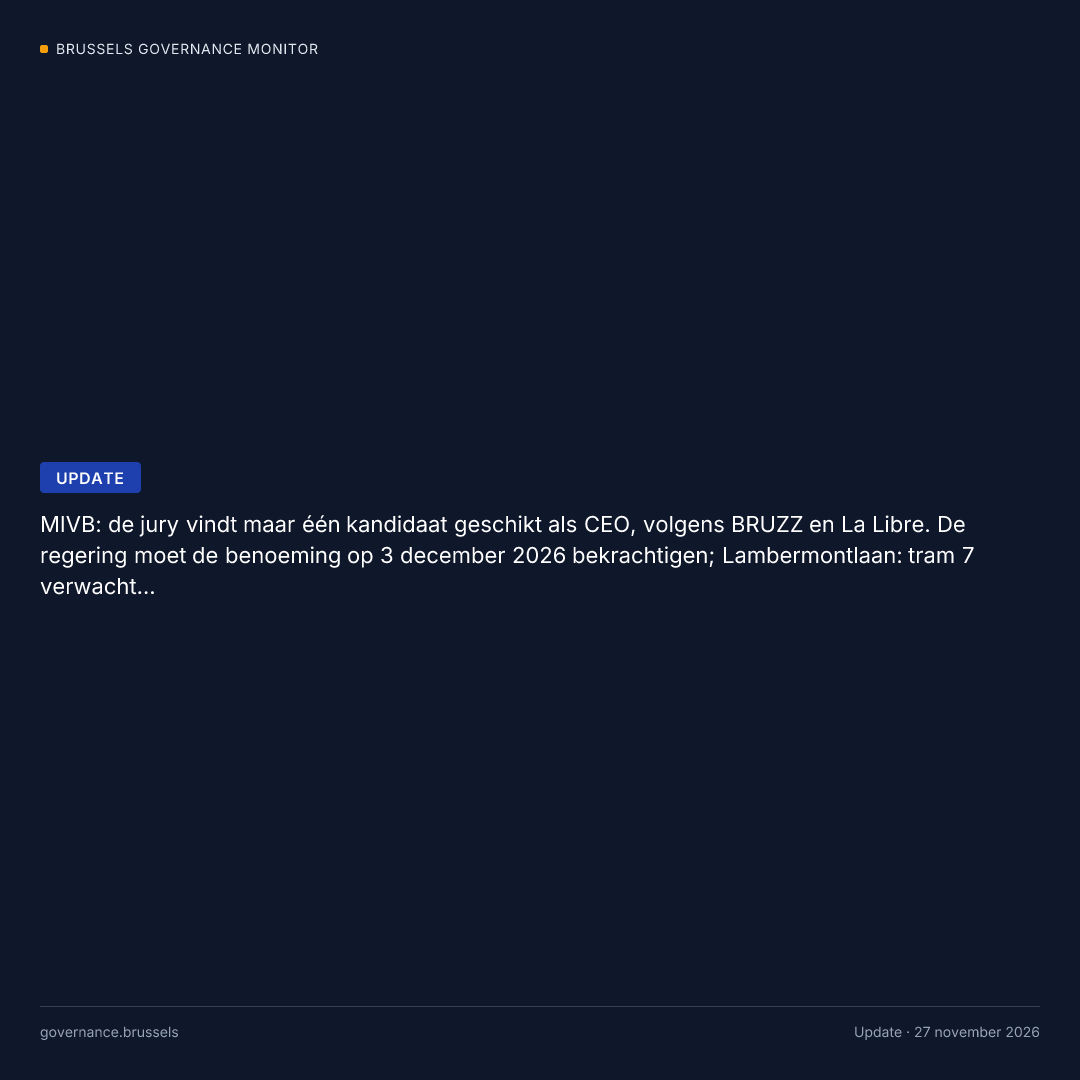 BRUSSELS GOVERNANCE MONITOR
UPDATE
MIVB: de jury vindt maar één kandidaat geschikt als CEO, volgens BRUZZ en La Libre. De
regering moet de benoeming op 3 december 2026 bekrachtigen; Lambermontlaan: tram 7
verwacht...
governance.brussels
Update · 27 november 2026